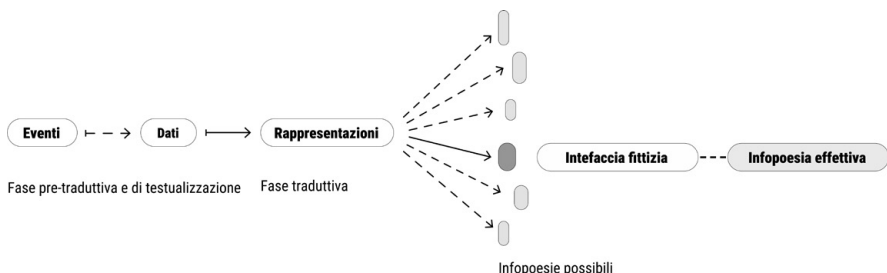 Eventi
Dati
Rappresentazioni
Intefaccia fittizia
Infopoesia effettiva
Fase pre-traduttiva e di testualizzazione
Fase traduttiva
Infopoesie possibili